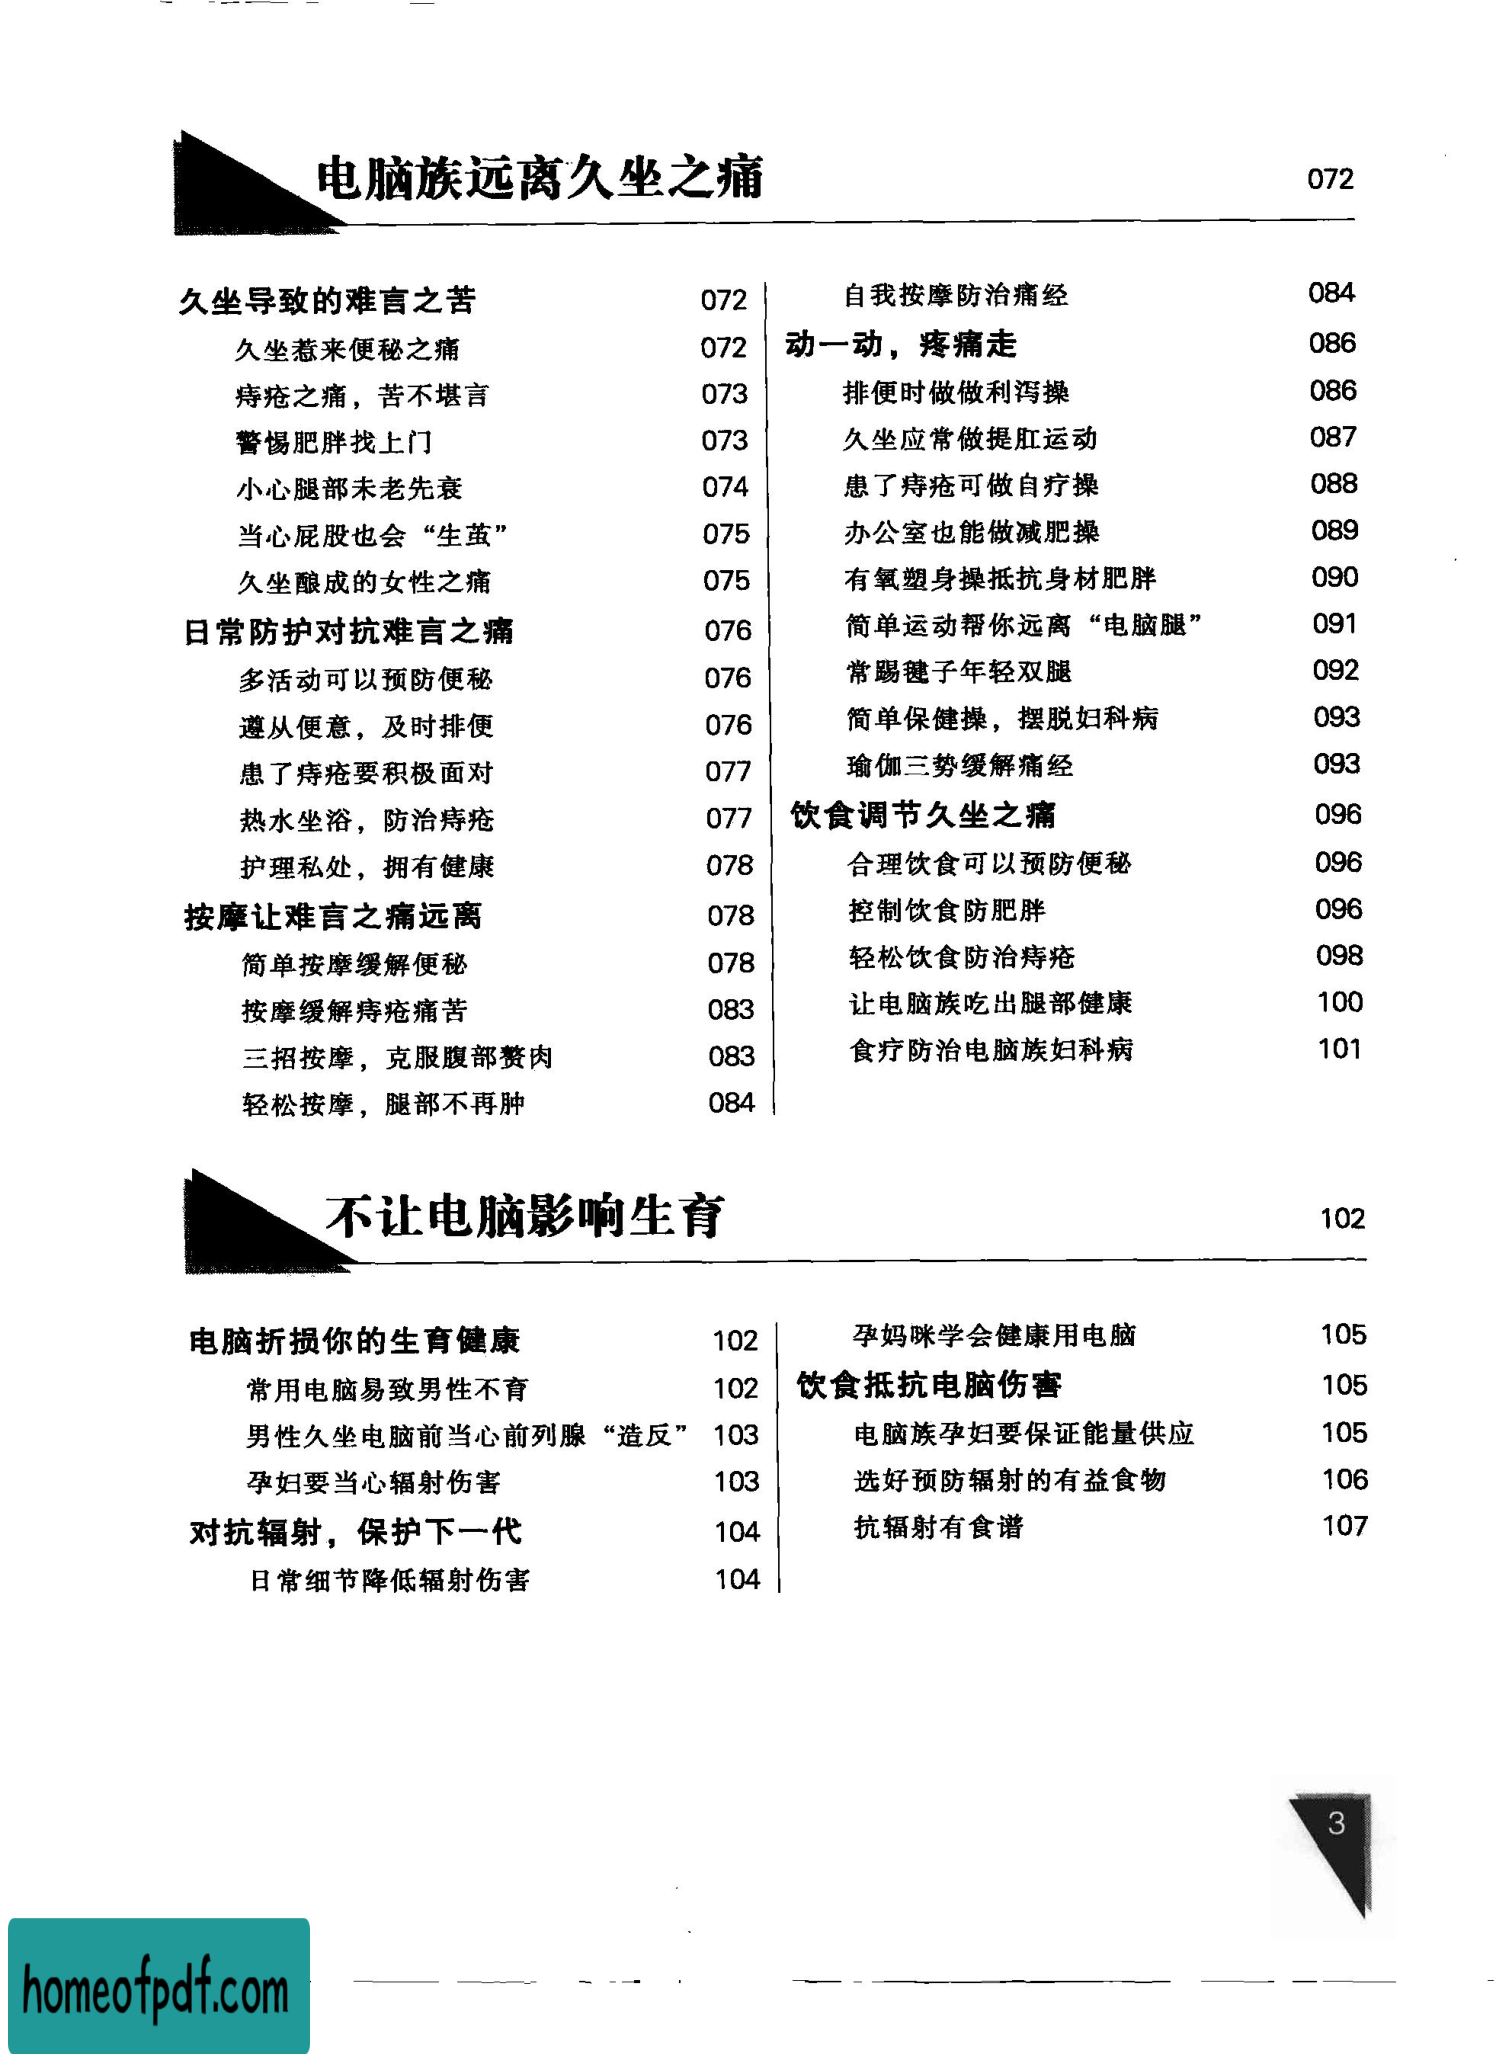 电脑族远离久坐之痛 072
久坐导致的难言之苦 072
久坐惹来便秘之痛 072
痔疮之痛，苦不堪言 073
警惕肥胖找上门 073
小心腿部未老先衰 074
当心屁股也会“生茧” 075
久坐酿成的女性之痛 075
日常防护对抗难言之痛 076
多活动可以预防便秘 076
遵从便意，及时排便 076
患了痔疮要积极面对 077
热水坐浴，防治痔疮 077
护理私处，拥有健康 078
按摩让难言之痛远离 078
简单按摩缓解便秘 078
按摩缓解痔疮痛苦 083
三招按摩，克服腹部赘肉 083
轻松按摩，腿部不再肿 084
自我按摩防治痛经 084
动一动，疼痛走 086
排便时做做利泻操 086
久坐应常做提肛运动 087
患了痔疮可做自疗操 088
办公室也能做减肥操 089
有氧塑身操抵抗身材肥胖 090
简单运动帮你远离“电脑腿” 091
常踢毽子年轻双腿 092
简单保健操，摆脱妇科病 093
瑜伽三势缓解痛经 093
饮食调节久坐之痛 096
合理饮食可以预防便秘 096
控制饮食防肥胖 096
轻松饮食防治痔疮 098
让电脑族吃出腿部健康 100
食疗防治电脑族妇科病 101
不让电脑影响生育 102
电脑折损你的生育健康 102
常用电脑易致男性不育 102
男性久坐电脑前当心前列腺“造反” 103
孕妇要当心辐射伤害 103
对抗辐射，保护下一代 104
日常细节降低辐射伤害 104
孕妈咪学会健康用电脑 105
饮食抵抗电脑伤害 105
电脑族孕妇要保证能量供应 105
选好预防辐射的有益食物 106
抗辐射有食谱 107
3
homeofpdf.com